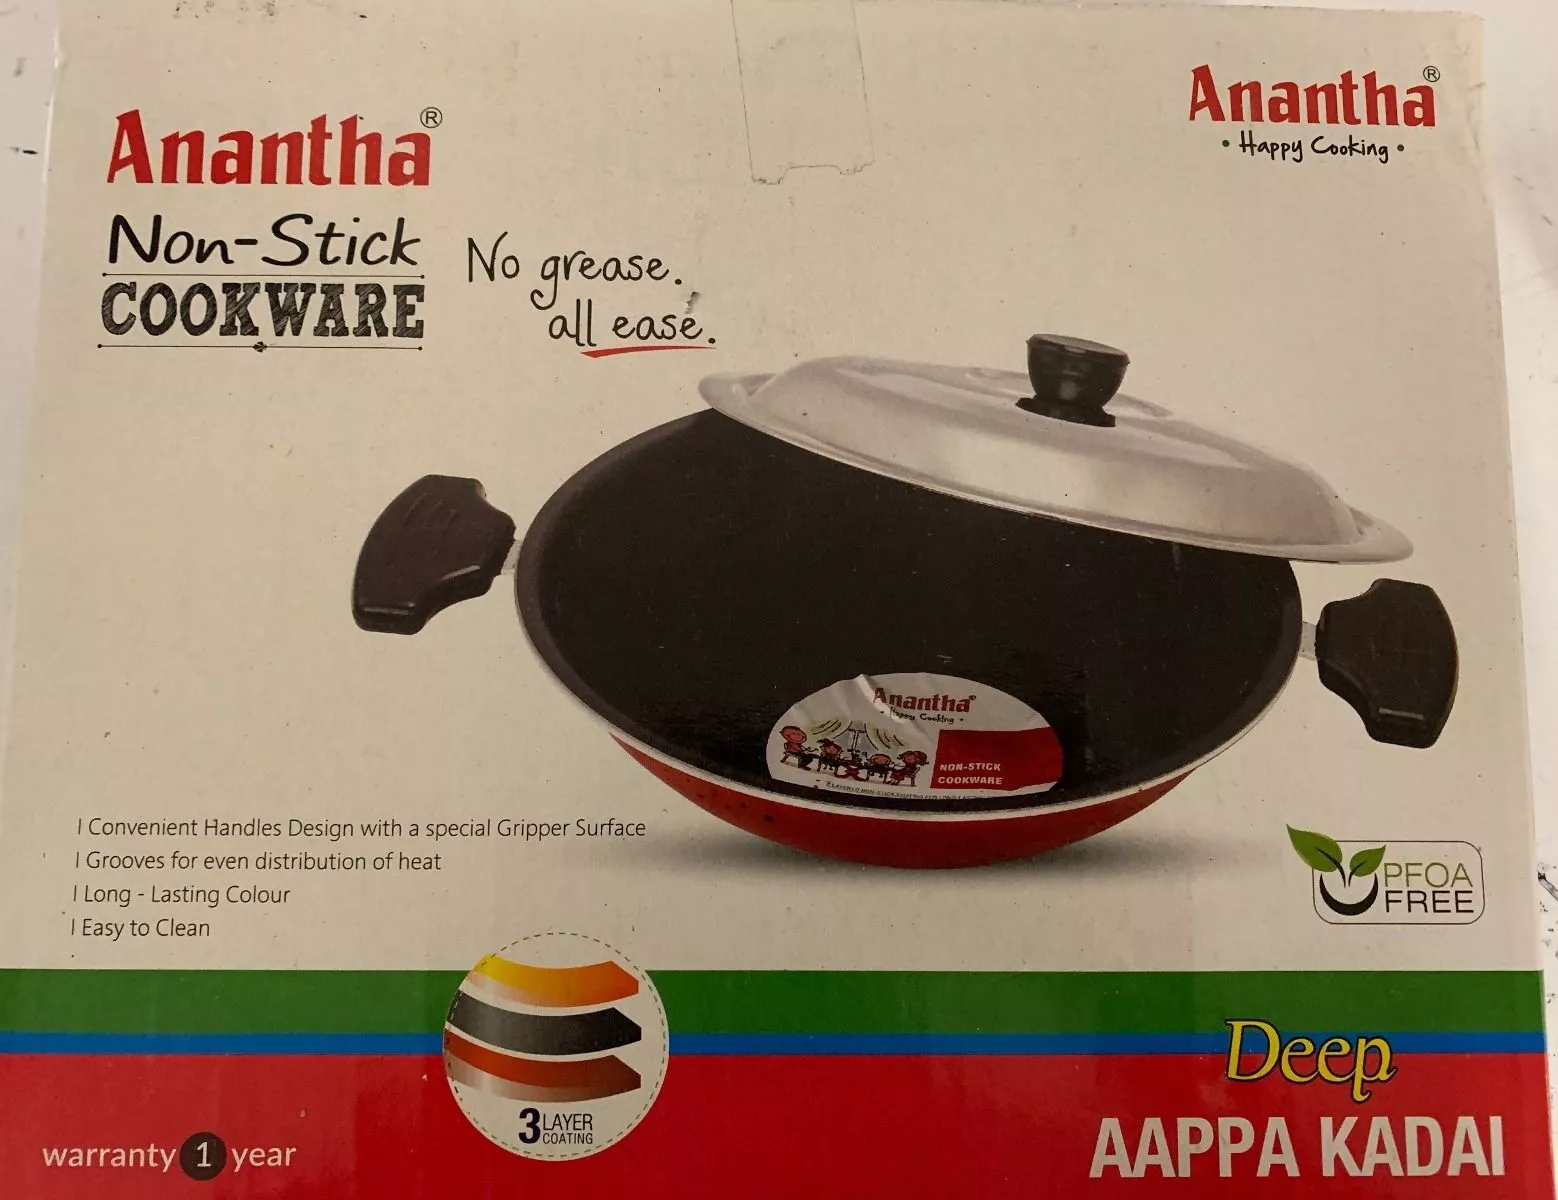 Anantha®
Non-Stick
COOKWARE
No grease.
all ease.
Anantha®
• Happy Cooking •
Anantha®
• Happy Cooking •
NON-STICK
COOKWARE
I Convenient Handles Design with a special Gripper Surface
I Grooves for even distribution of heat
I Long - Lasting Colour
I Easy to Clean
PFOA
FREE
3 LAYER
COATING
warranty 1 year
Deep
AAPPA KADAI